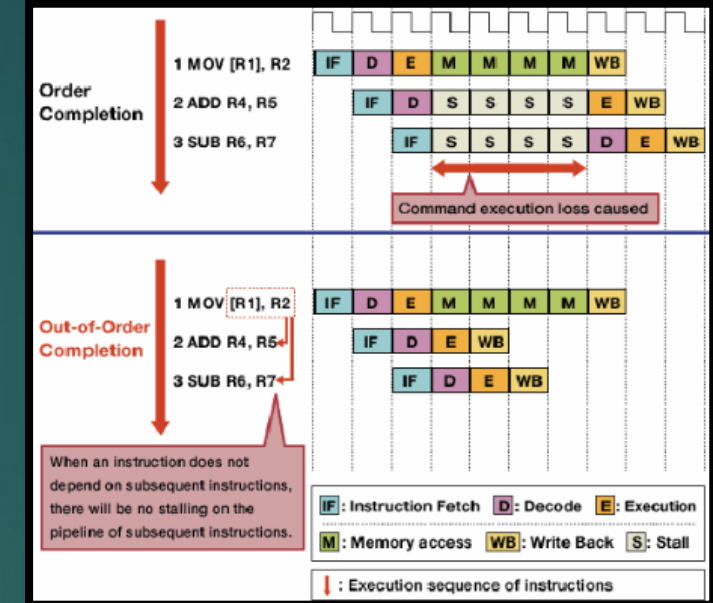 Order
Completion
1 MOV [R1], R2
IF D E M M M M WB
2 ADD R4, R5
IF D S S S S E WB
3 SUB R6, R7
IF S S S S D E WB
Command execution loss caused
Out-of-Order
Completion
1 MOV [R1], R2
IF D E M M M M WB
2 ADD R4, R5
IF D E WB
3 SUB R6, R7
IF D E WB
When an instruction does not
depend on subsequent instructions,
there will be no stalling on the
pipeline of subsequent instructions.
IF : Instruction Fetch D : Decode E : Execution
M : Memory access WB : Write Back S : Stall
: Execution sequence of instructions